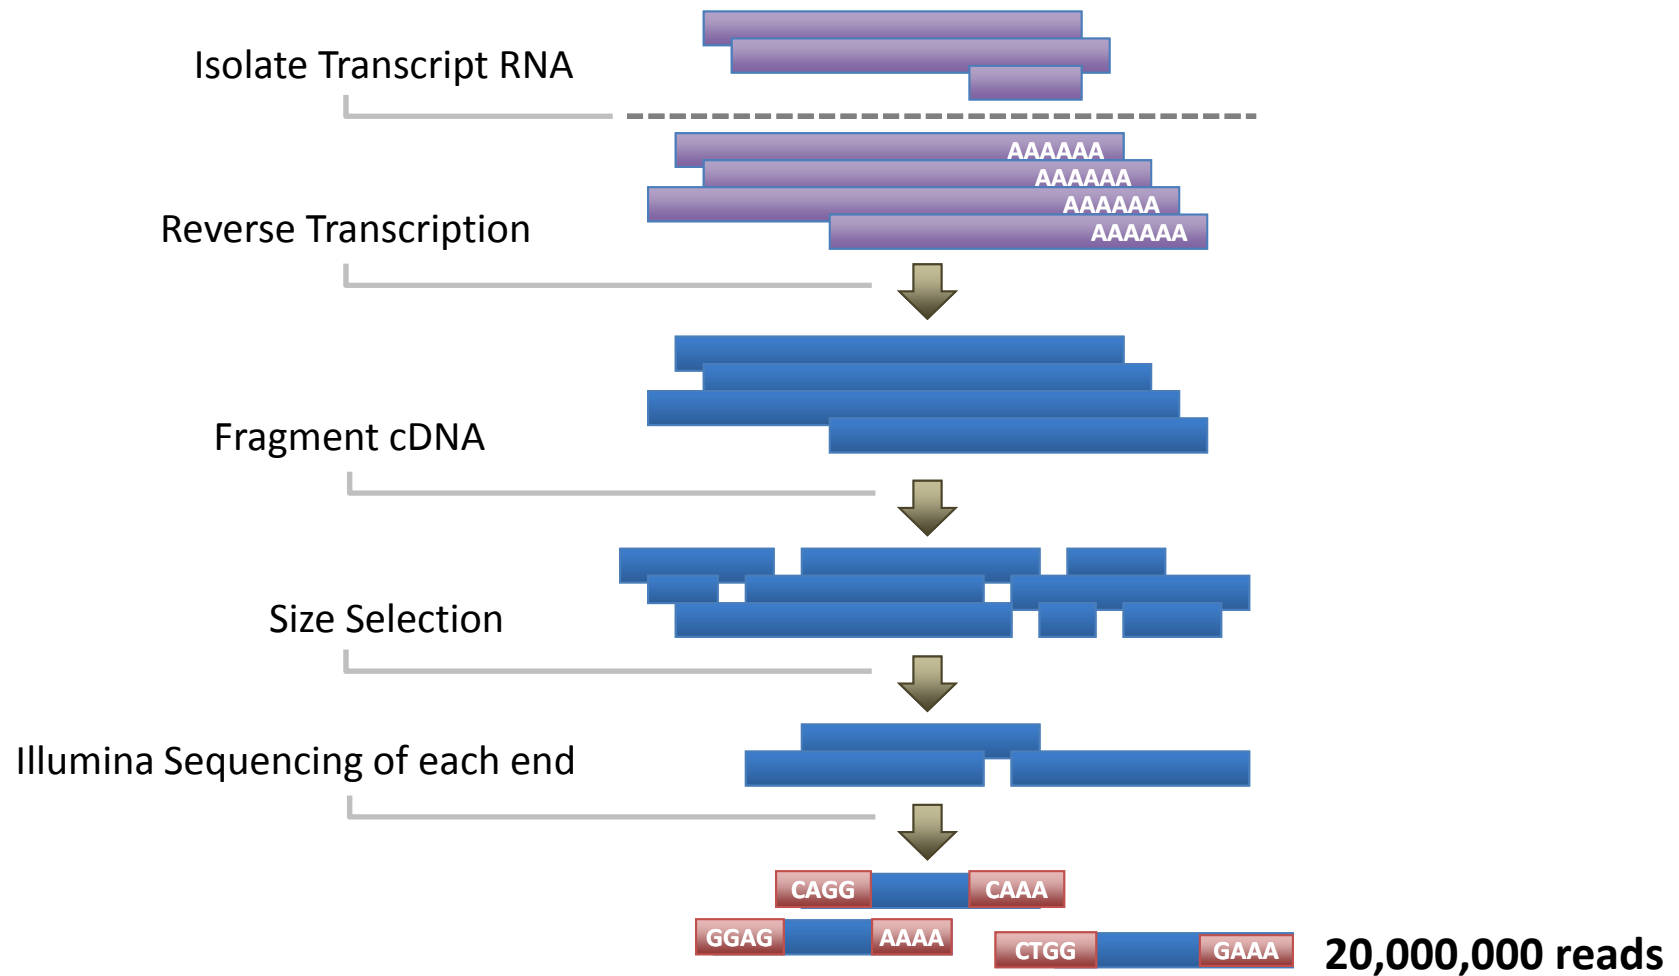 Isolate Transcript RNA
AAAAAA
AAAAAA
AAAAAA
AAAAAA
Reverse Transcription
Fragment cDNA
Size Selection
Illumina Sequencing of each end
CAGG CAAA
GGAG AAAA
CTGG GAAA
20,000,000 reads